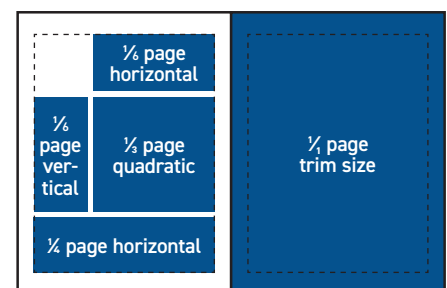 ⅙ page
horizontal
⅙
page
ver-
tical
⅓ page
quadratic
¼ page horizontal
¹⁄₁ page
trim size